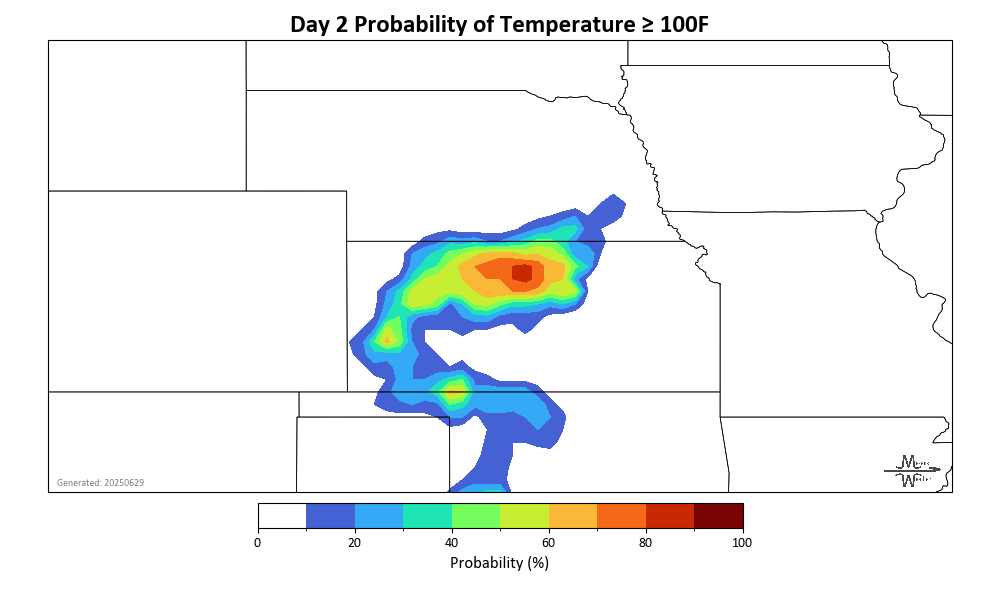 Day 2 Probability of Temperature ≥ 100F
Generated: 20250629
0 20 40 60 80 100
Probability (%)